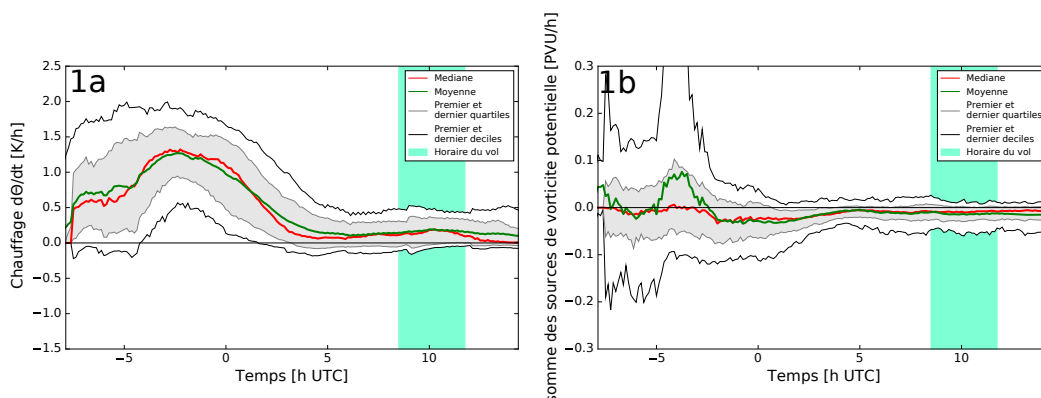 1a
Chauffage dΘ/dt [K/h]
2.5
2.0
1.5
1.0
0.5
0.0
−0.5
−1.0
−1.5
−5
0
5
10
Temps [h UTC]
Mediane
Moyenne
Premier et
dernier quartiles
Premier et
dernier deciles
Horaire du vol
1b
somme des sources de vorticite potentielle [PVU/h]
0.3
0.2
0.1
0.0
−0.1
−0.2
−0.3
−5
0
5
10
Temps [h UTC]
Mediane
Moyenne
Premier et
dernier quartiles
Premier et
dernier deciles
Horaire du vol